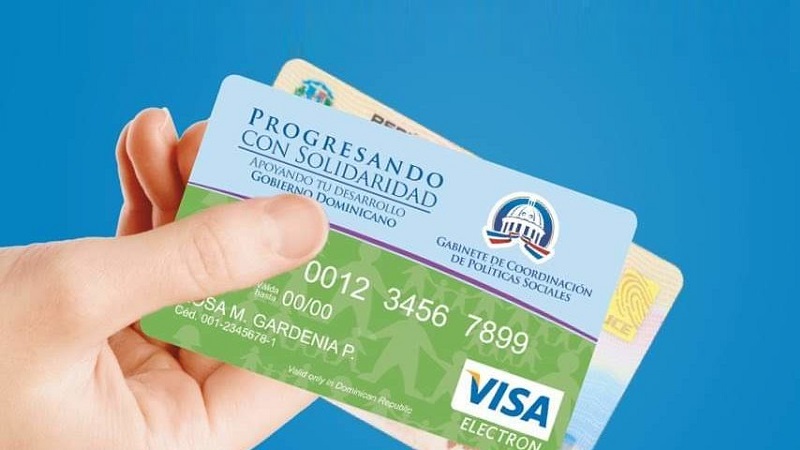 PROGRESANDO
CON SOLIDARIDAD
APOYANDO TU DESARROLLO
GOBIERNO DOMINICANO
GABINETE DE COORDINACIÓN
DE POLÍTICAS SOCIALES
0012 3456 7899
Valida
hasta 00/00
M. GARDENIA P.
Céd. 001-2345678-1
Valid only in Dominican Republic
VISA
ELECTRON